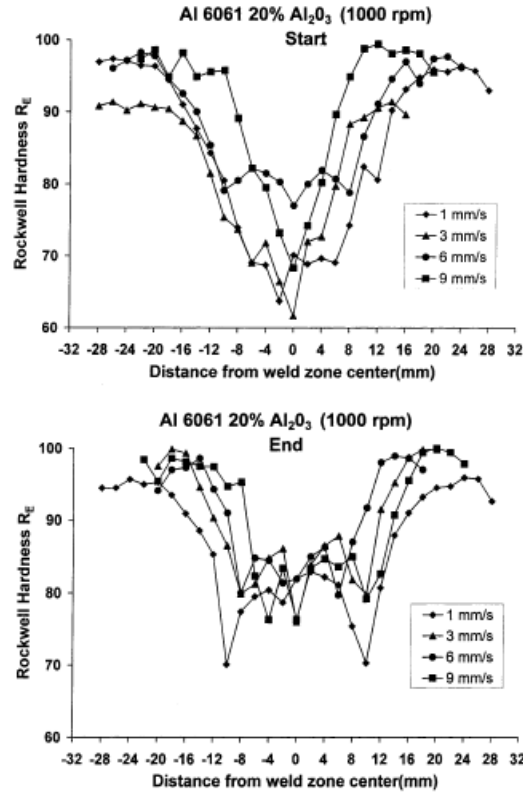 Al 6061 20% Al₂0₃ (1000 rpm)
Start
Rockwell Hardness R_E
100
90
80
70
60
1 mm/s
3 mm/s
6 mm/s
9 mm/s
-32 -28 -24 -20 -16 -12 -8 -4 0 4 8 12 16 20 24 28 32
Distance from weld zone center(mm)
Al 6061 20% Al₂0₃ (1000 rpm)
End
Rockwell Hardness R_E
100
90
80
70
60
1 mm/s
3 mm/s
6 mm/s
9 mm/s
-32 -28 -24 -20 -16 -12 -8 -4 0 4 8 12 16 20 24 28 32
Distance from weld zone center(mm)